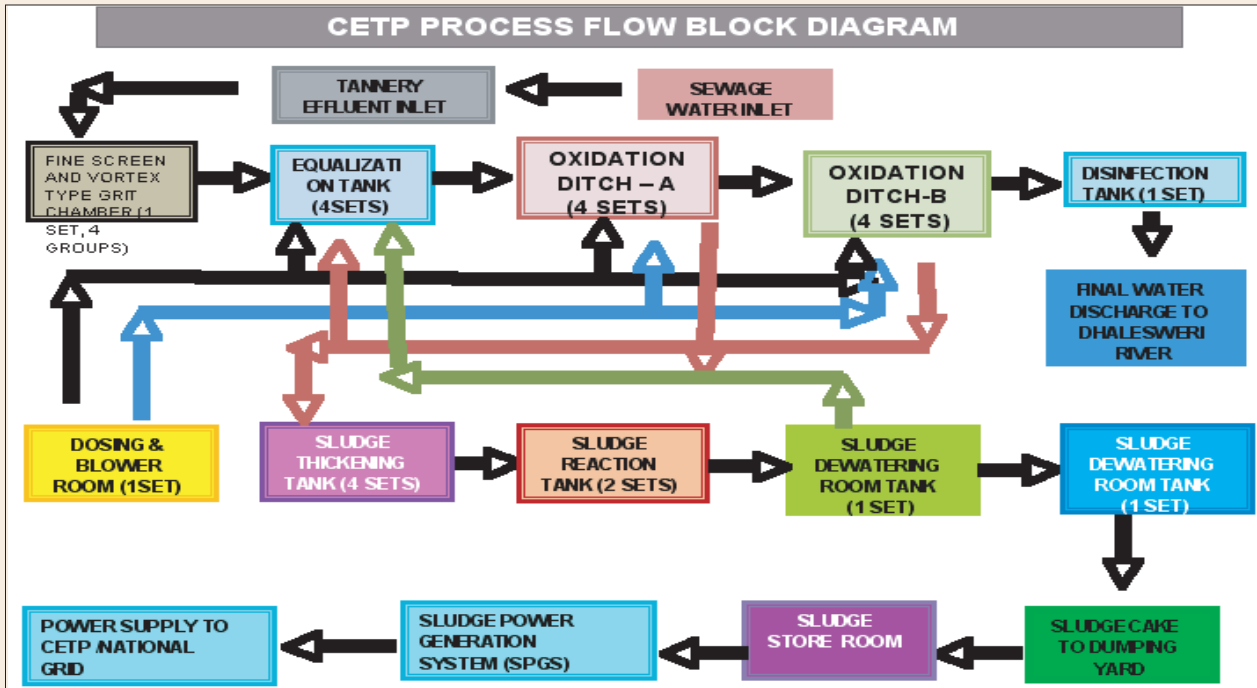 CETP PROCESS FLOW BLOCK DIAGRAM
TANNERY
EFFLUENT INLET
SEWAGE
WATER INLET
FINE SCREEN
AND VORTEX
TYPE GRIT
CHAMBER (1
SET, 4
GROUPS)
EQUALIZATI
ON TANK
(4SETS)
OXIDATION
DITCH – A
(4 SETS)
OXIDATION
DITCH-B
(4 SETS)
DISINFECTION
TANK (1 SET)
FINAL WATER
DISCHARGE TO
DHALESWERI
RIVER
DOSING &
BLOWER
ROOM (1SET)
SLUDGE
THICKENING
TANK (4 SETS)
SLUDGE
REACTION
TANK (2 SETS)
SLUDGE
DEWATERING
ROOM TANK
(1 SET)
SLUDGE
DEWATERING
ROOM TANK
(1 SET)
POWER SUPPLY TO
CETP/NATIONAL
GRID
SLUDGE POWER
GENERATION
SYSTEM (SPGS)
SLUDGE
STORE ROOM
SLUDGE CAKE
TO DUMPING
YARD